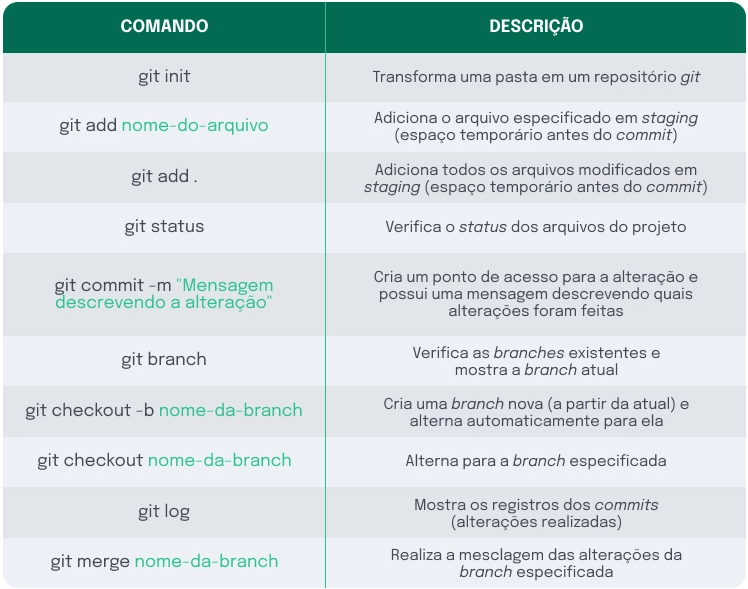 COMANDO
DESCRIÇÃO
git init
Transforma uma pasta em um repositório git
git add nome-do-arquivo
Adiciona o arquivo especificado em staging
(espaço temporário antes do commit)
git add .
Adiciona todos os arquivos modificados em
staging (espaço temporário antes do commit)
git status
Verifica o status dos arquivos do projeto
git commit -m "Mensagem
descrevendo a alteração"
Cria um ponto de acesso para a alteração e
possui uma mensagem descrevendo quais
alterações foram feitas
git branch
Verifica as branches existentes e
mostra a branch atual
git checkout -b nome-da-branch
Cria uma branch nova (a partir da atual) e
alterna automaticamente para ela
git checkout nome-da-branch
Alterna para a branch especificada
git log
Mostra os registros dos commits
(alterações realizadas)
git merge nome-da-branch
Realiza a mesclagem das alterações da
branch especificada